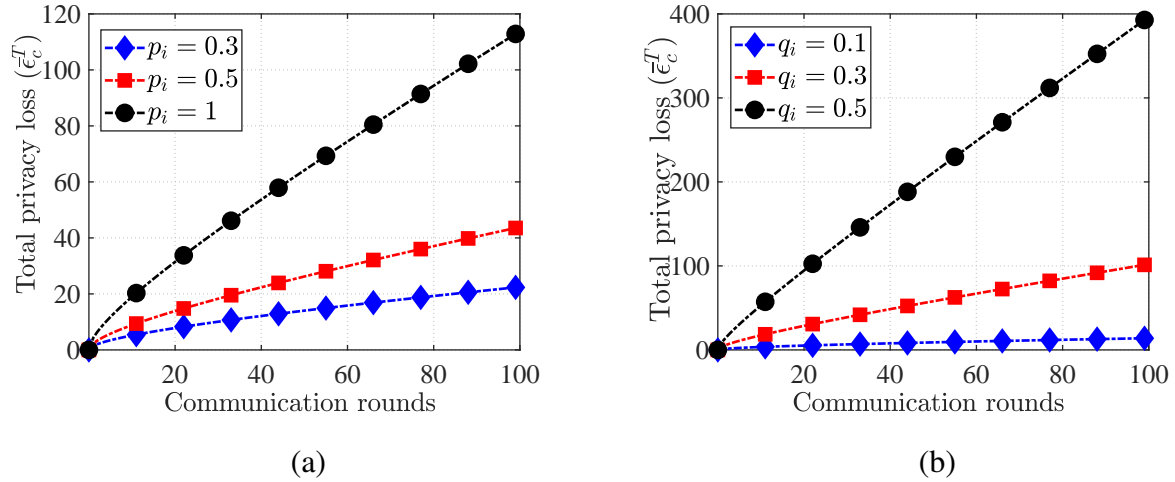 120
100
80
60
40
20
0
Total privacy loss (ε̄_c^T)
p_i = 0.3
p_i = 0.5
p_i = 1
20 40 60 80 100
Communication rounds
(a)
400
300
200
100
0
Total privacy loss (ε̄_c^T)
q_i = 0.1
q_i = 0.3
q_i = 0.5
20 40 60 80 100
Communication rounds
(b)